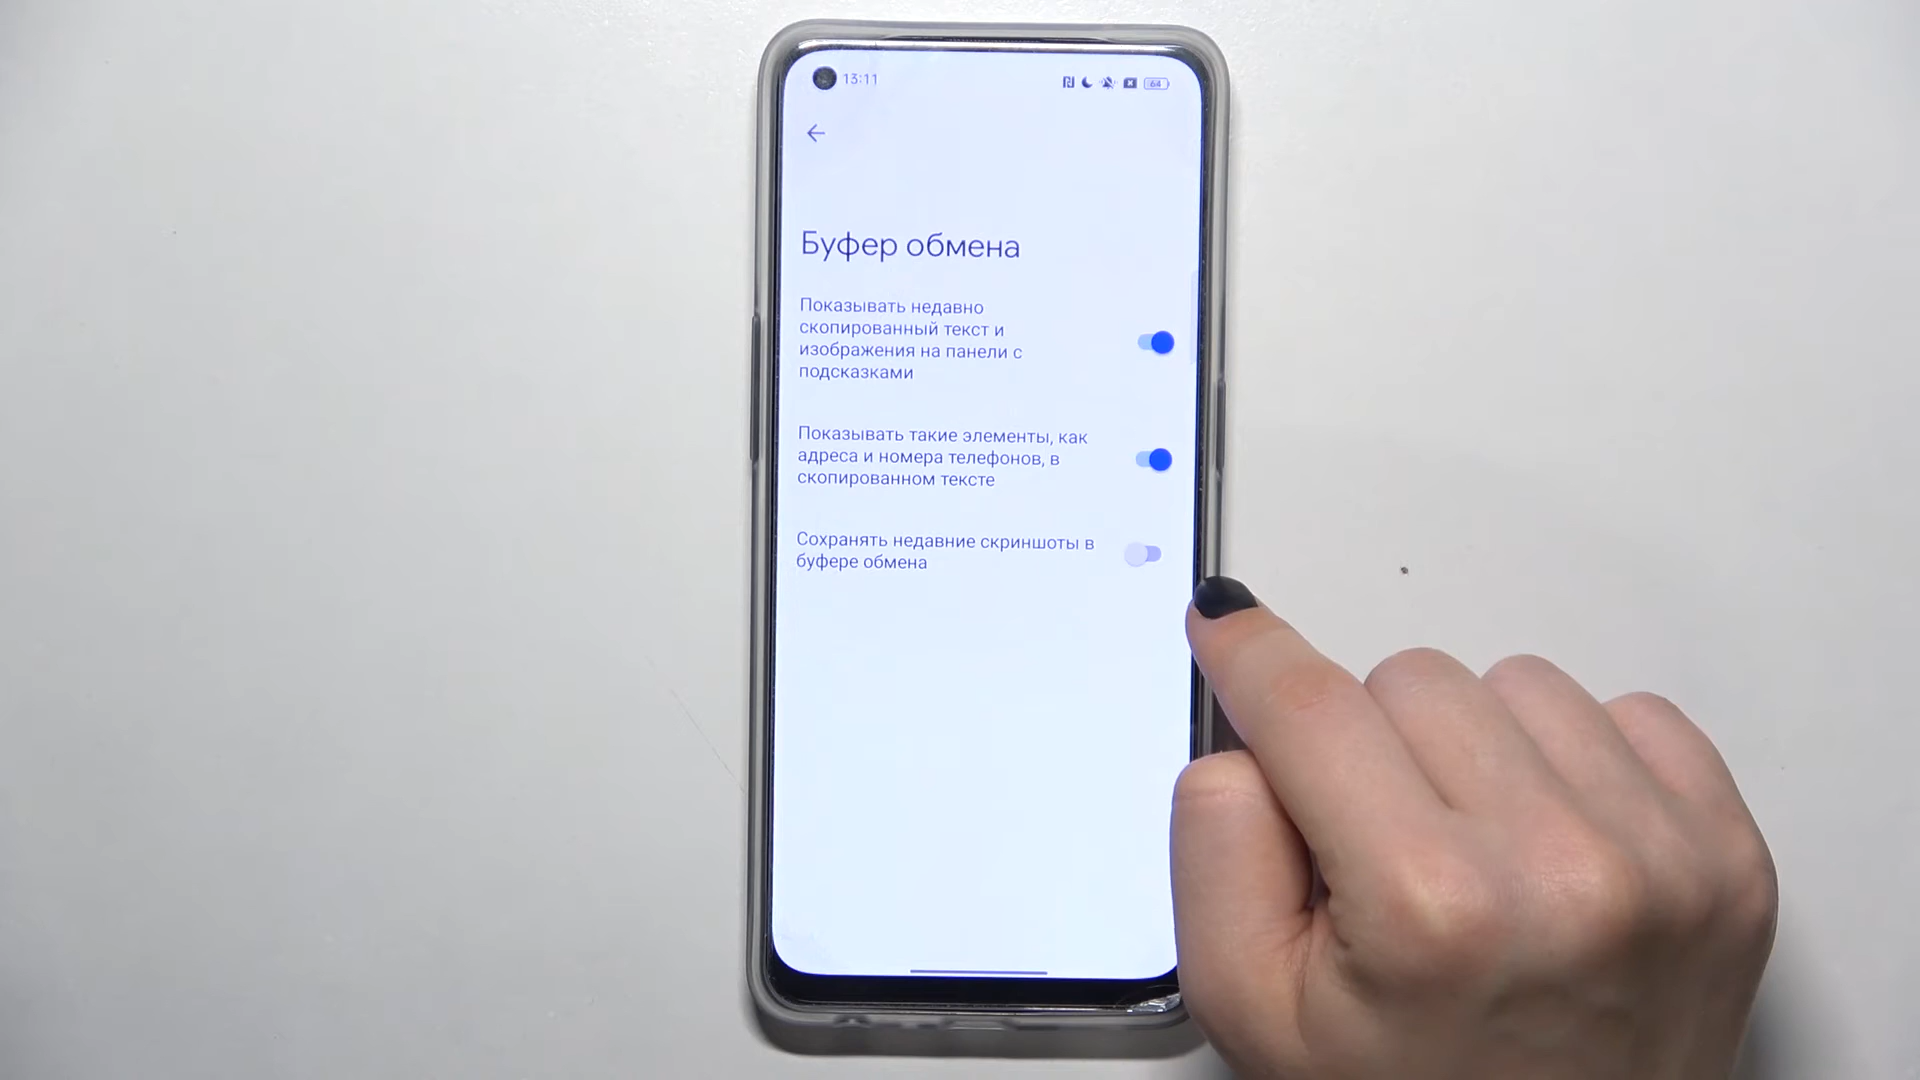 13:11
64
Буфер обмена
Показывать недавно
скопированный текст и
изображения на панели с
подсказками
Показывать такие элементы, как
адреса и номера телефонов, в
скопированном тексте
Сохранять недавние скриншоты в
буфере обмена